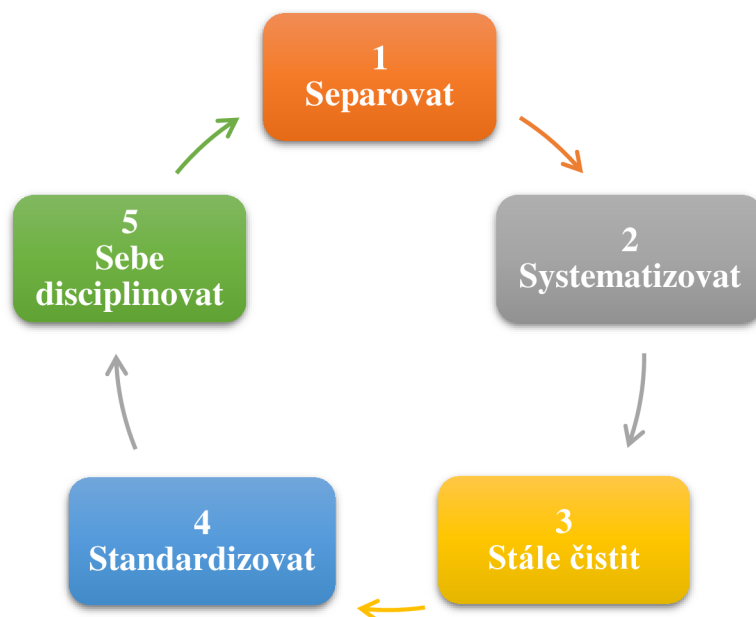 1
Separovat
2
Systematizovat
3
Stále čistit
4
Standardizovat
5
Sebe
disciplinovat